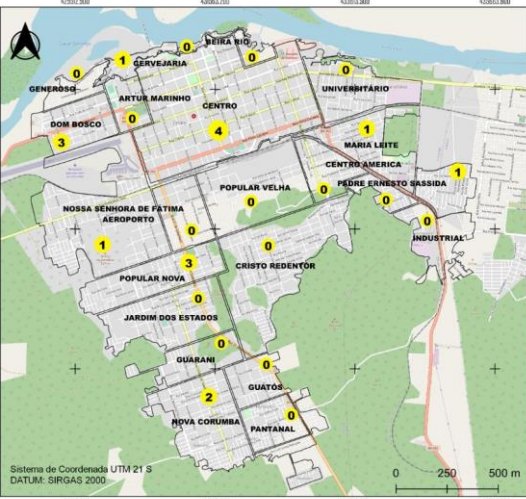 BEIRA RIO
0
0
1
CERVEJARIA
0
0
GENEROSO
ARTUR MARINHO
UNIVERSITÁRIO
CENTRO
0
DOM BOSCO
4
1
3
MARIA LEITE
CENTRO AMERICA
1
POPULAR VELHA
PADRE ERNESTO SASSIDA
0
0
0
NOSSA SENHORA DE FÁTIMA
AEROPORTO
0
0
INDUSTRIAL
1
0
3
CRISTO REDENTOR
POPULAR NOVA
0
JARDIM DOS ESTADOS
0
GUARANI
0
GUATÓS
2
0
NOVA CORUMBA
PANTANAL
Sistema de Coordenada UTM 21 S
DATUM: SIRGAS 2000
0 250 500 m